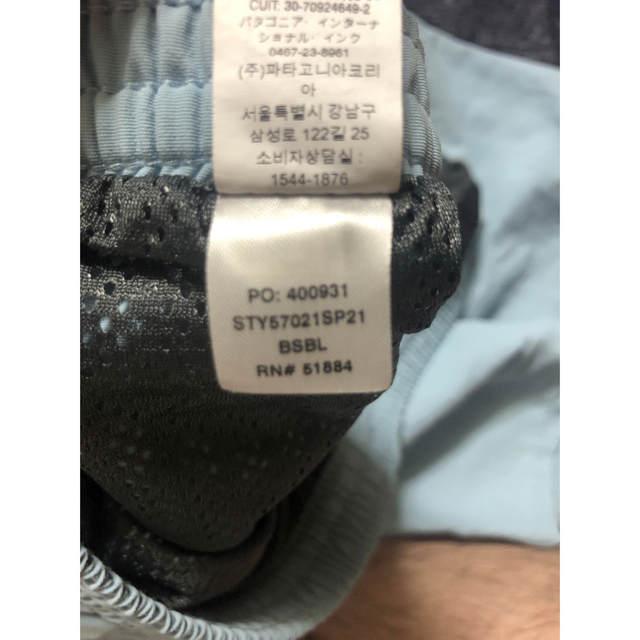 CUIT: 30-70924649-2
パタゴニア・インターナ
ショナル・インク
0467-23-8961
(주)파타고니아코리
아
서울특별시 강남구
삼성로 122길 25
소비자상담실 :
1544-1876
PO: 400931
STY57021SP21
BSBL
RN# 51884